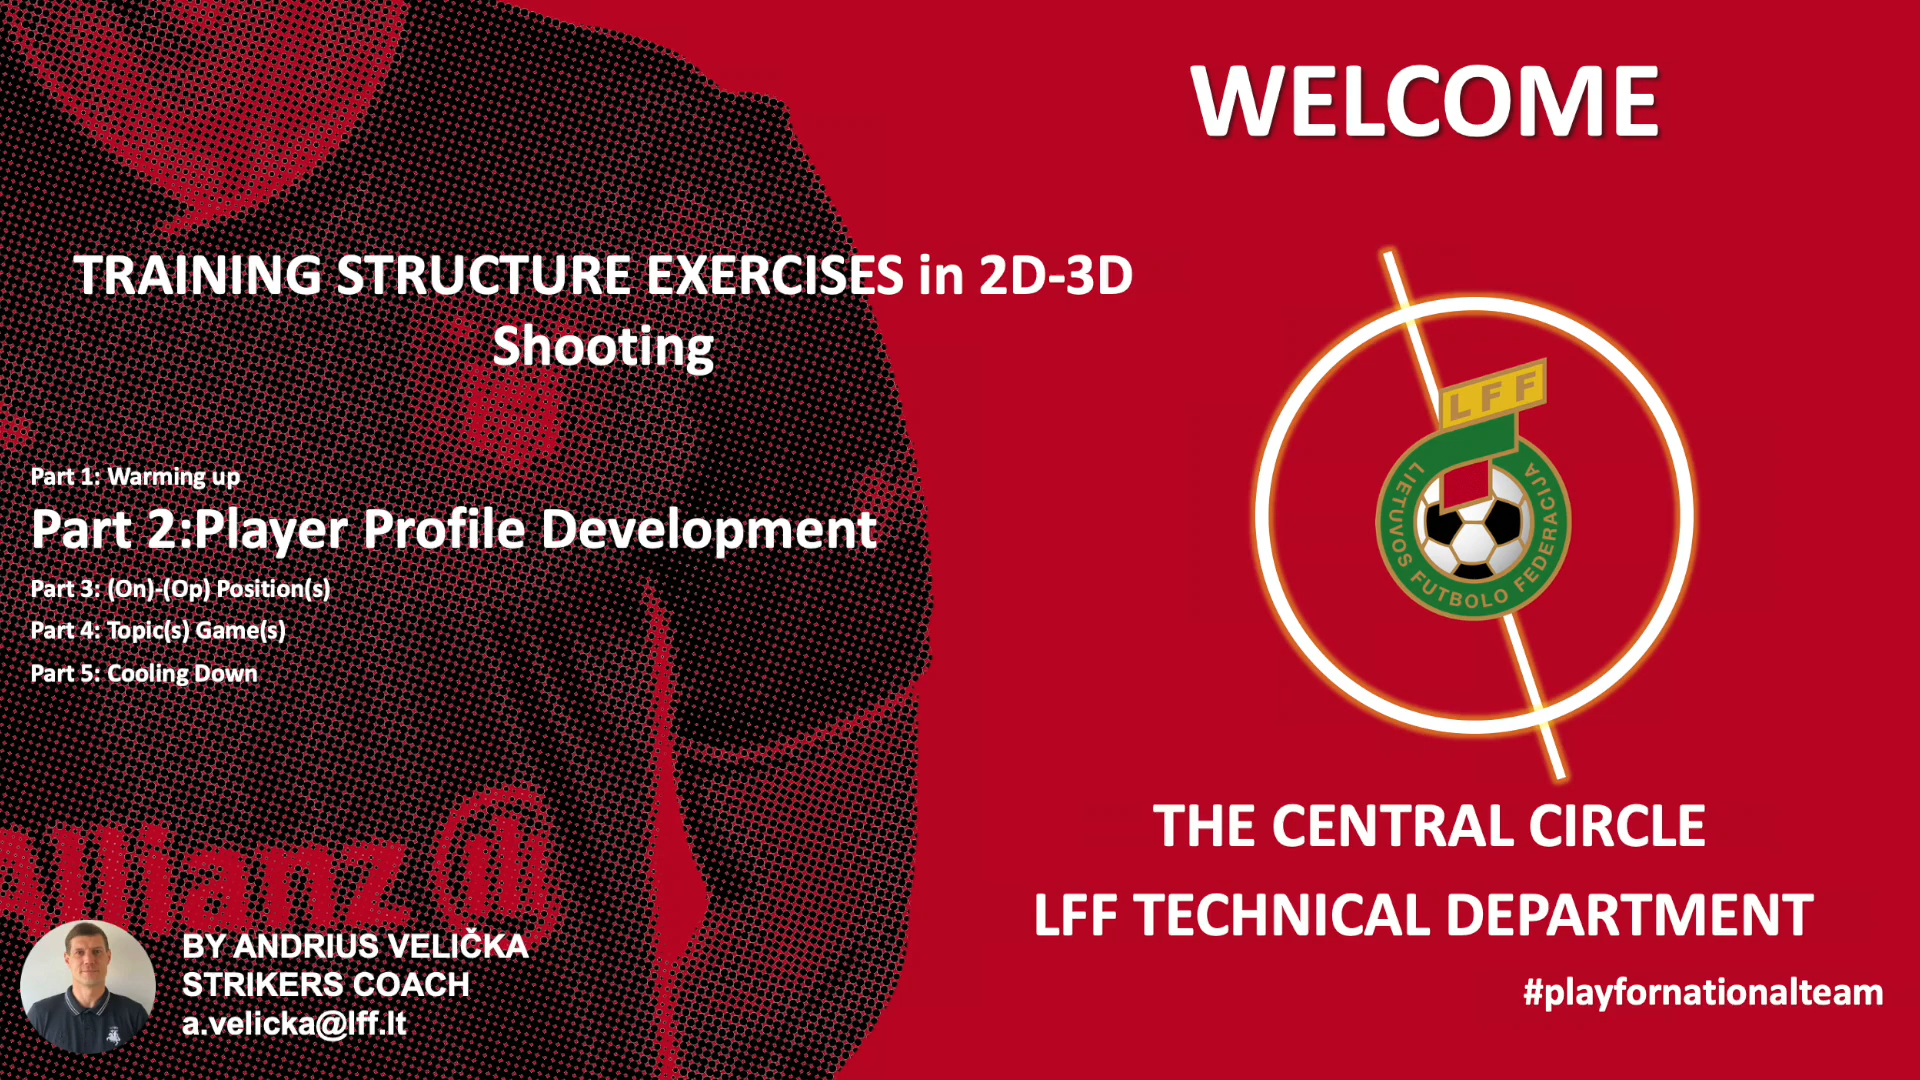 WELCOME
TRAINING STRUCTURE EXERCISES in 2D-3D
Shooting
Part 1: Warming up
Part 2:Player Profile Development
Part 3: (On)-(Op) Position(s)
Part 4: Topic(s) Game(s)
Part 5: Cooling Down
Allianz
BY ANDRIUS VELIČKA
STRIKERS COACH
a.velicka@lff.lt
LFF
LIETUVOS FUTBOLO FEDERACIJA
THE CENTRAL CIRCLE
LFF TECHNICAL DEPARTMENT
#playfornationalteam